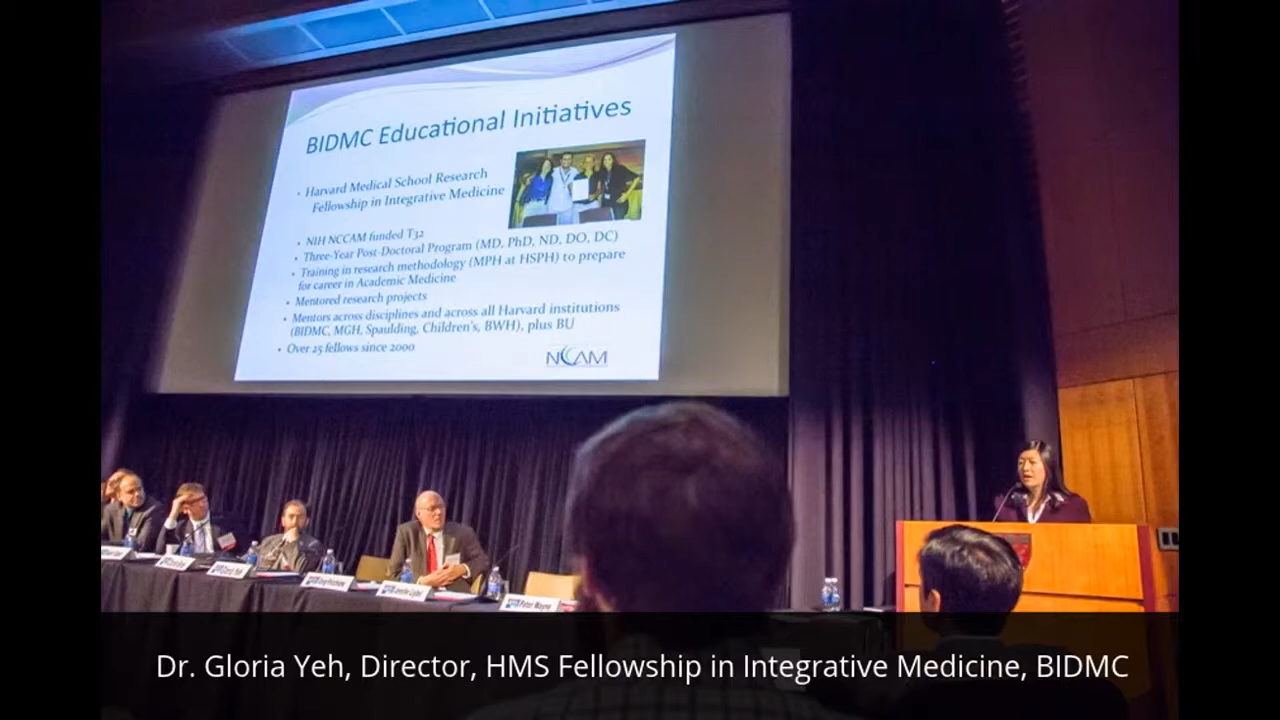 BIDMC Educational Initiatives
• Harvard Medical School Research
Fellowship in Integrative Medicine
• NIH NCCAM funded T32
• Three-Year Post-Doctoral Program (MD, PhD, ND, DO, DC)
• Training in research methodology (MPH at HSPH) to prepare
for career in Academic Medicine
• Mentored research projects
• Mentors across disciplines and across all Harvard institutions
(BIDMC, MGH, Spaulding, Children's, BWH), plus BU
• Over 25 fellows since 2000
NCCAM
Peter Wayne
Dr. Gloria Yeh, Director, HMS Fellowship in Integrative Medicine, BIDMC